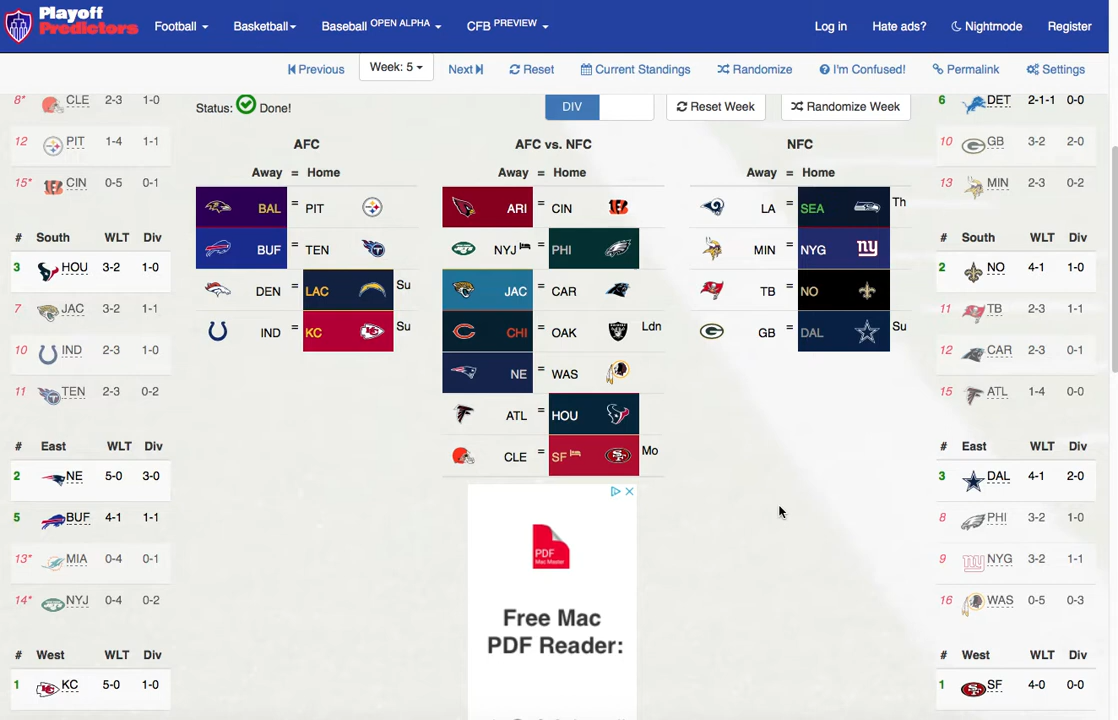 Playoff
Predictors
Football
Basketball
Baseball OPEN ALPHA
CFB PREVIEW
Log in
Hate ads?
Nightmode
Register
Previous
Week: 5
Next
Reset
Current Standings
Randomize
I'm Confused!
Permalink
Settings
8* CLE 2-3 1-0
12 PIT 1-4 1-1
15* CIN 0-5 0-1
# South WLT Div
3 HOU 3-2 1-0
7 JAC 3-2 1-1
10 IND 2-3 1-0
11 TEN 2-3 0-2
# East WLT Div
2 NE 5-0 3-0
5 BUF 4-1 1-1
13* MIA 0-4 0-1
14* NYJ 0-4 0-2
# West WLT Div
1 KC 5-0 1-0
Status: Done!
DIV
Reset Week
Randomize Week
AFC
Away = Home
BAL = PIT
BUF = TEN
DEN = LAC Su
IND = KC Su
AFC vs. NFC
Away = Home
ARI = CIN
NYJ = PHI
JAC = CAR
CHI = OAK Ldn
NE = WAS
ATL = HOU
CLE = SF Mo
NFC
Away = Home
LA = SEA Th
MIN = NYG
TB = NO
GB = DAL Su
PDF
Mac Master
Free Mac
PDF Reader:
6 DET 2-1-1 0-0
10 GB 3-2 2-0
13 MIN 2-3 0-2
# South WLT Div
2 NO 4-1 1-0
11 TB 2-3 1-1
12 CAR 2-3 0-1
15 ATL 1-4 0-0
# East WLT Div
3 DAL 4-1 2-0
8 PHI 3-2 1-0
9 NYG 3-2 1-1
16 WAS 0-5 0-3
# West WLT Div
1 SF 4-0 0-0